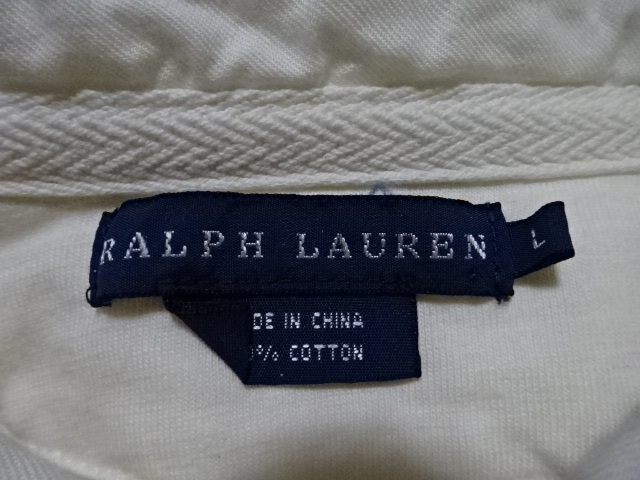 RALPH LAUREN
L
DE IN CHINA
% COTTON